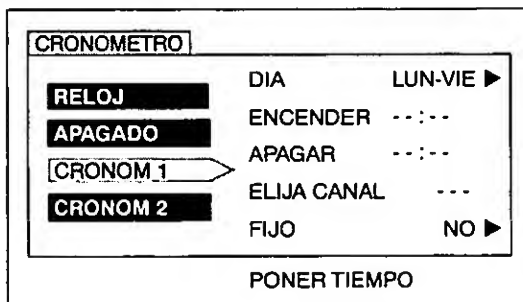 CRONOMETRO
RELOJ
APAGADO
CRONOM 1
CRONOM 2
DIA LUN-VIE ▶
ENCENDER --:--
APAGAR --:--
ELIJA CANAL ---
FIJO NO ▶
PONER TIEMPO